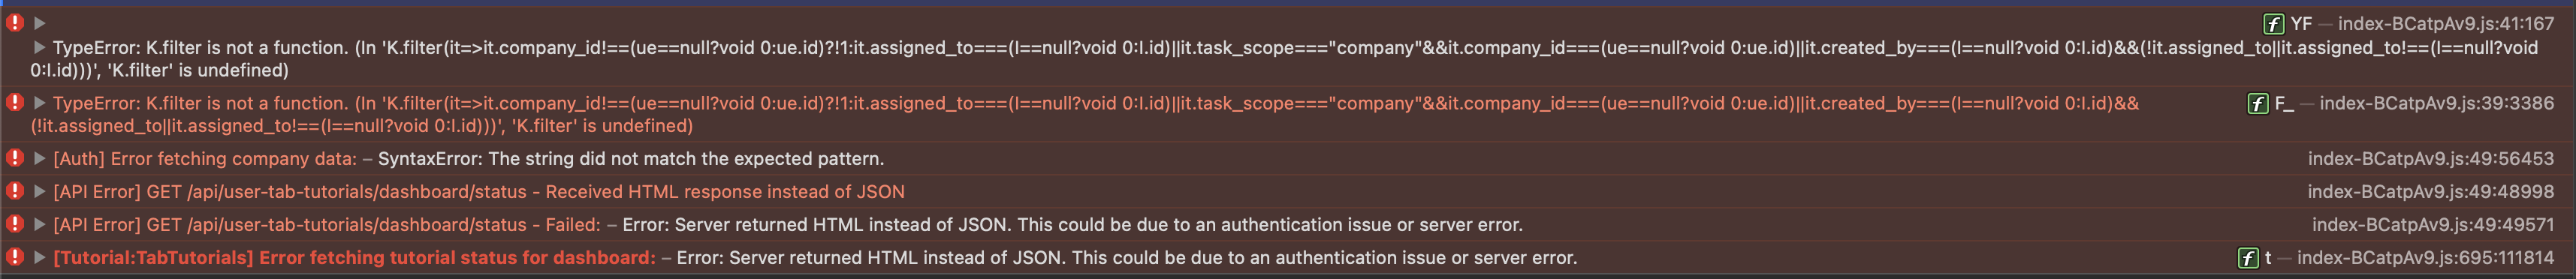 YF — index-BCatpAv9.js:41:167
TypeError: K.filter is not a function. (In 'K.filter(it=>it.company_id!==(ue==null?void 0:ue.id)?!1:it.assigned_to===(l==null?void 0:l.id)||it.task_scope==="company"&&it.company_id===(ue==null?void 0:ue.id)||it.created_by===(l==null?void 0:l.id)&&(!it.assigned_to||it.assigned_to!==(l==null?void
0:l.id)))', 'K.filter' is undefined)
TypeError: K.filter is not a function. (In 'K.filter(it=>it.company_id!==(ue==null?void 0:ue.id)?!1:it.assigned_to===(l==null?void 0:l.id)||it.task_scope==="company"&&it.company_id===(ue==null?void 0:ue.id)||it.created_by===(l==null?void 0:l.id)&& F_ — index-BCatpAv9.js:39:3386
(!it.assigned_to||it.assigned_to!==(l==null?void 0:l.id)))', 'K.filter' is undefined)
[Auth] Error fetching company data: – SyntaxError: The string did not match the expected pattern. index-BCatpAv9.js:49:56453
[API Error] GET /api/user-tab-tutorials/dashboard/status - Received HTML response instead of JSON index-BCatpAv9.js:49:48998
[API Error] GET /api/user-tab-tutorials/dashboard/status - Failed: – Error: Server returned HTML instead of JSON. This could be due to an authentication issue or server error. index-BCatpAv9.js:49:49571
[Tutorial:TabTutorials] Error fetching tutorial status for dashboard: – Error: Server returned HTML instead of JSON. This could be due to an authentication issue or server error. t — index-BCatpAv9.js:695:111814